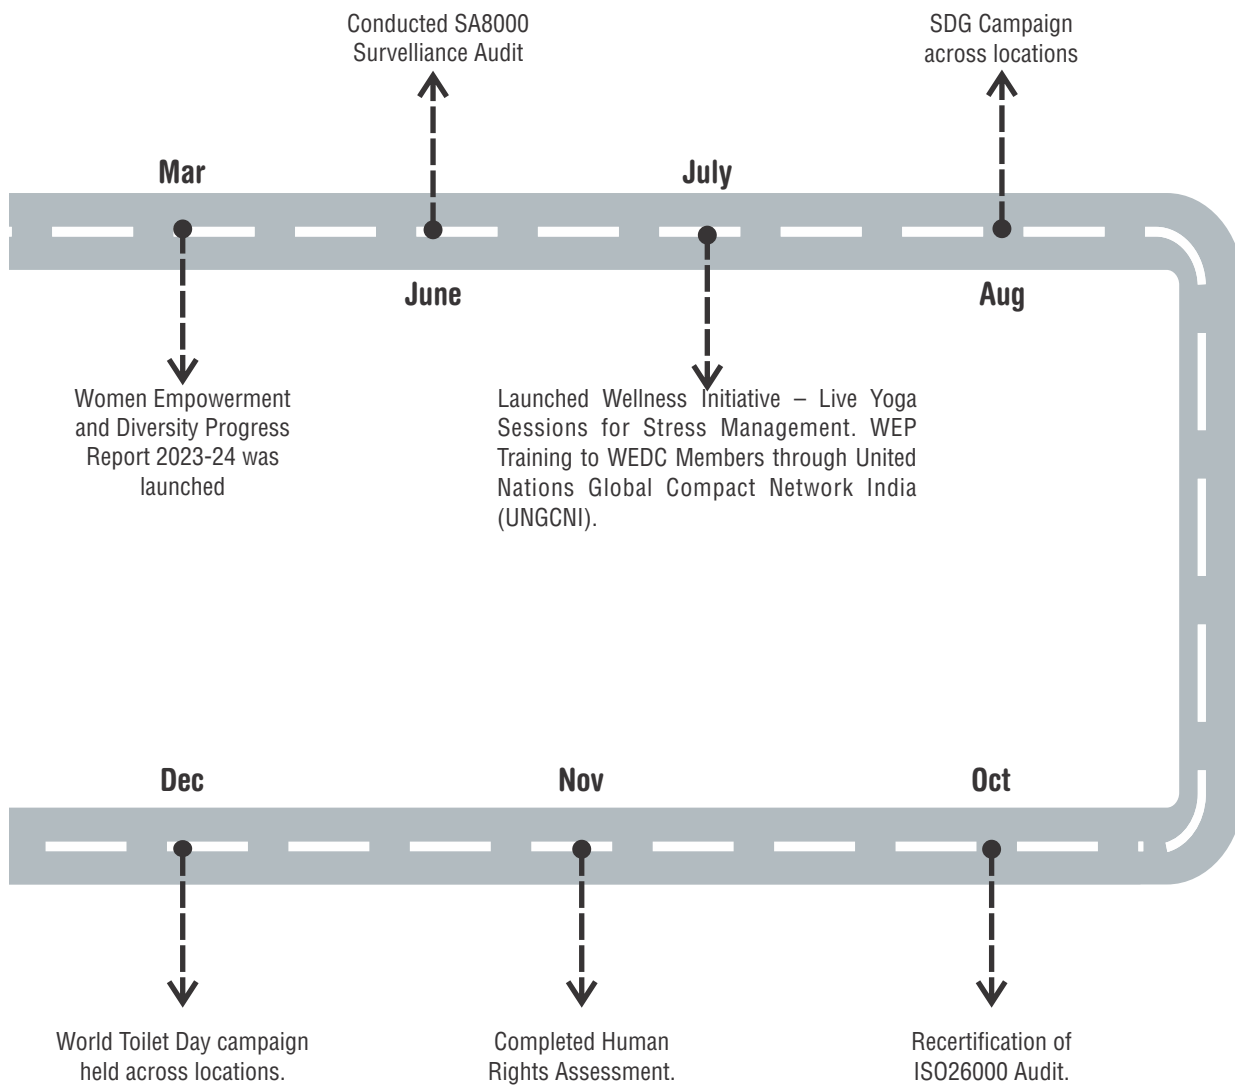 Conducted SA8000
Survelliance Audit
SDG Campaign
across locations
Mar
July
June
Aug
Women Empowerment
and Diversity Progress
Report 2023-24 was
launched
Launched Wellness Initiative – Live Yoga
Sessions for Stress Management. WEP
Training to WEDC Members through United
Nations Global Compact Network India
(UNGCNI).
Dec
Nov
Oct
World Toilet Day campaign
held across locations.
Completed Human
Rights Assessment.
Recertification of
ISO26000 Audit.